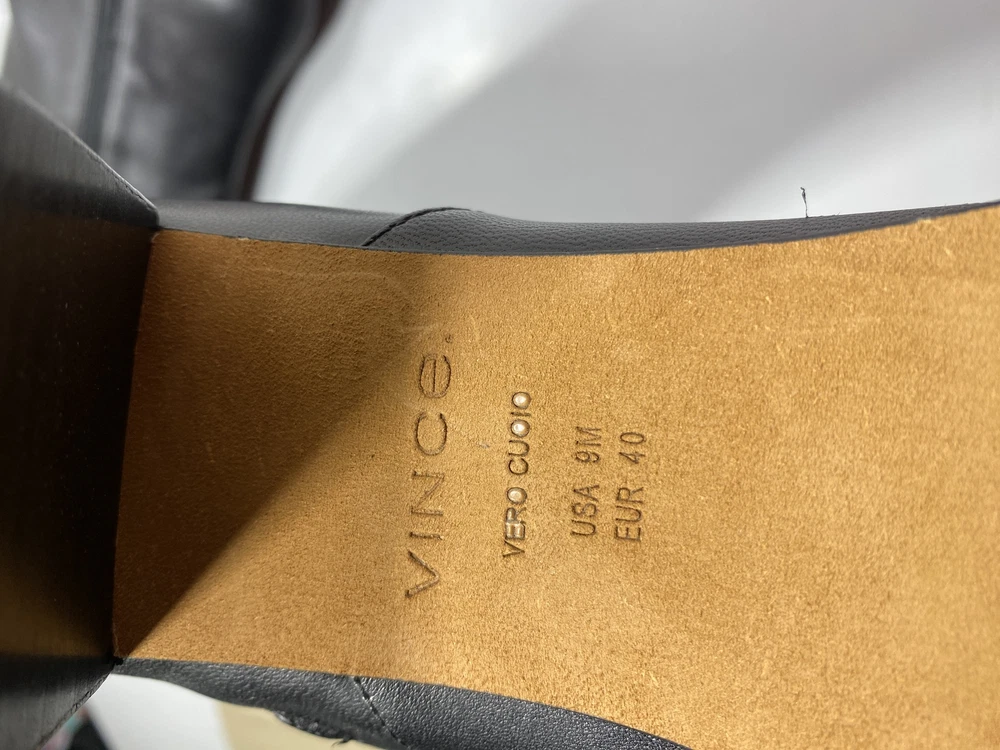 VINCE.
VERO CUOIO
USA 9M
EUR 40